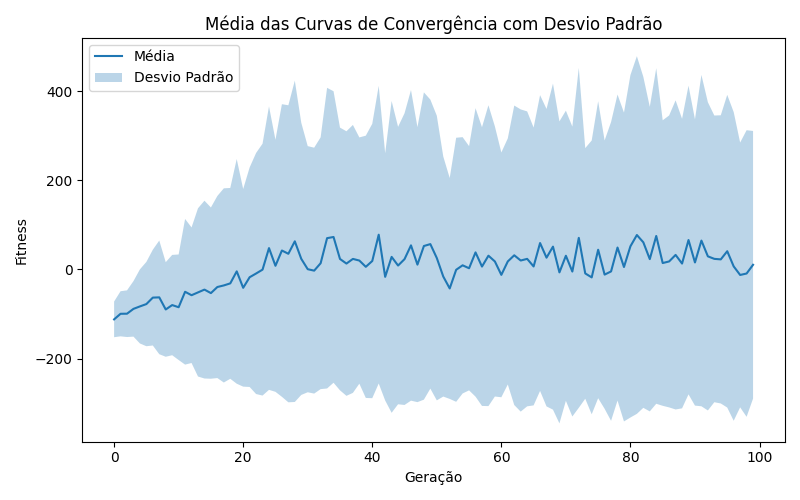 Média das Curvas de Convergência com Desvio Padrão
Média
Desvio Padrão
400
200
0
−200
Fitness
0
20
40
60
80
100
Geração